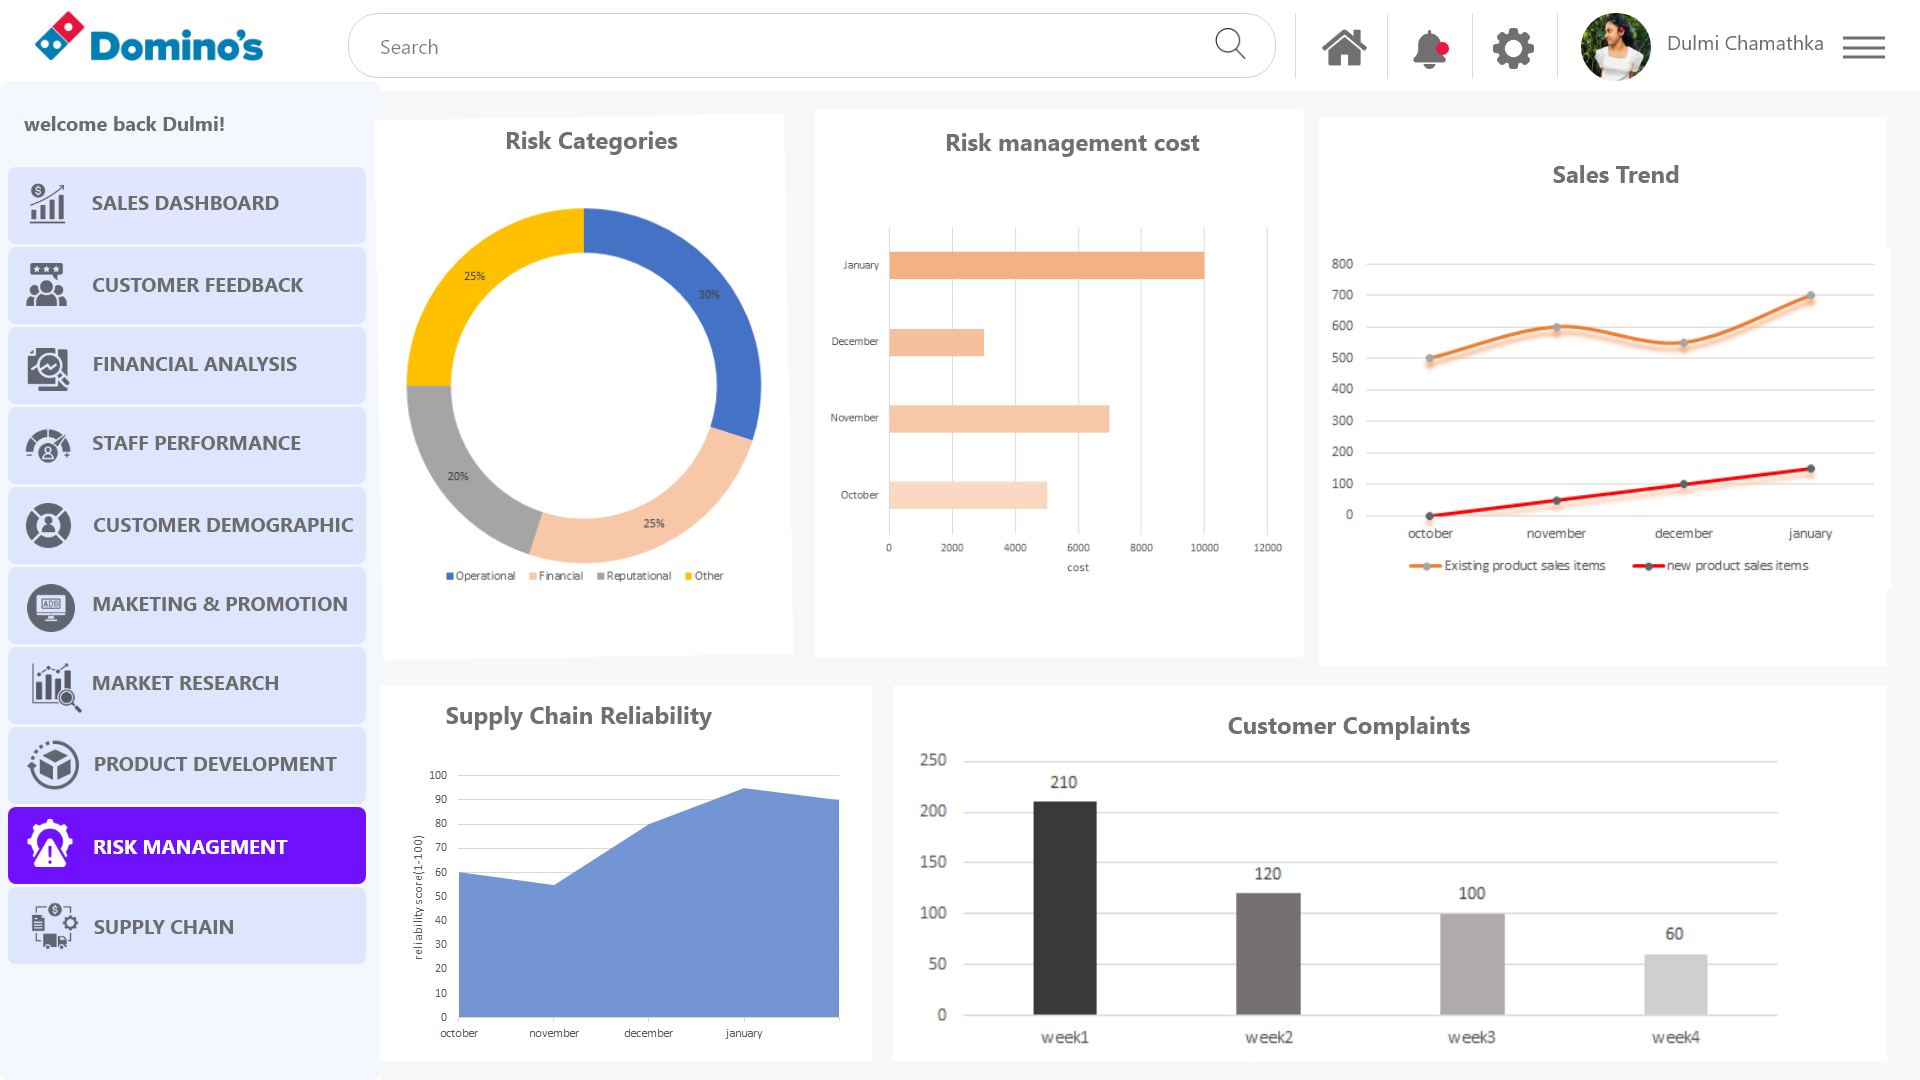 Domino's
Search
Dulmi Chamathka
welcome back Dulmi!
SALES DASHBOARD
CUSTOMER FEEDBACK
FINANCIAL ANALYSIS
STAFF PERFORMANCE
CUSTOMER DEMOGRAPHIC
ADS
MAKETING & PROMOTION
MARKET RESEARCH
PRODUCT DEVELOPMENT
RISK MANAGEMENT
SUPPLY CHAIN
Risk Categories
25%
30%
20%
25%
Operational Financial Reputational Other
Risk management cost
January
December
November
October
0 2000 4000 6000 8000 10000 12000
cost
Sales Trend
800
700
600
500
400
300
200
100
0
october november december january
Existing product sales items new product sales items
Supply Chain Reliability
reliability score(1-100)
100
90
80
70
60
50
40
30
20
10
0
october november december january
Customer Complaints
250
200
150
100
50
0
210
120
100
60
week1 week2 week3 week4